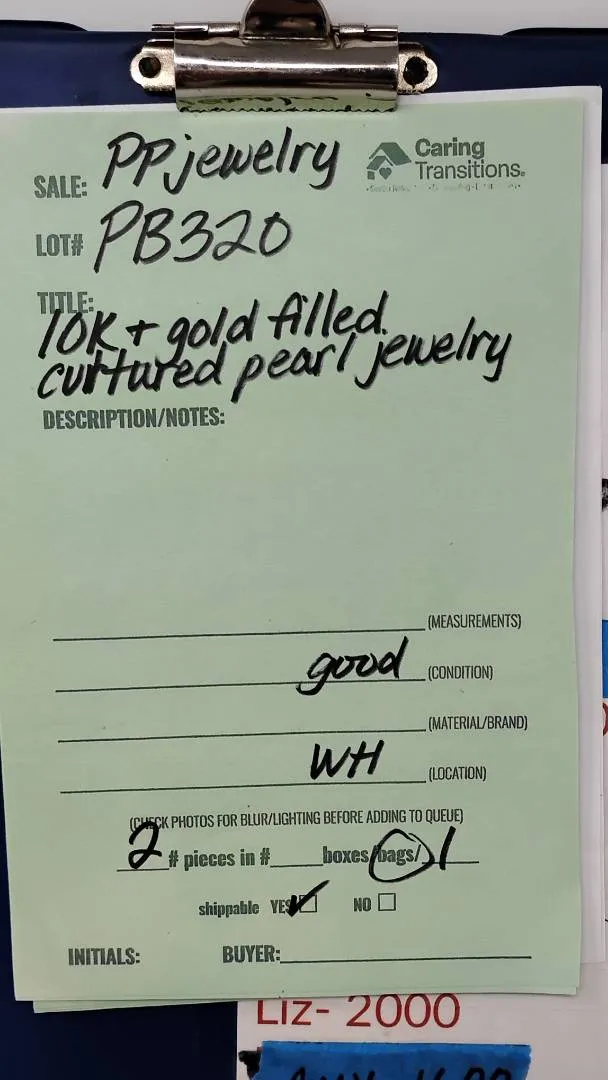 SALE: PP jewelry
Caring
Transitions.
LOT# PB320
TITLE:
10K + gold filled
cultured pearl jewelry
DESCRIPTION/NOTES:
(MEASUREMENTS)
good (CONDITION)
(MATERIAL/BRAND)
WH (LOCATION)
(CHECK PHOTOS FOR BLUR/LIGHTING BEFORE ADDING TO QUEUE)
2 # pieces in # boxes/bags/ 1
shippable YES NO
INITIALS: BUYER:
Liz- 2000